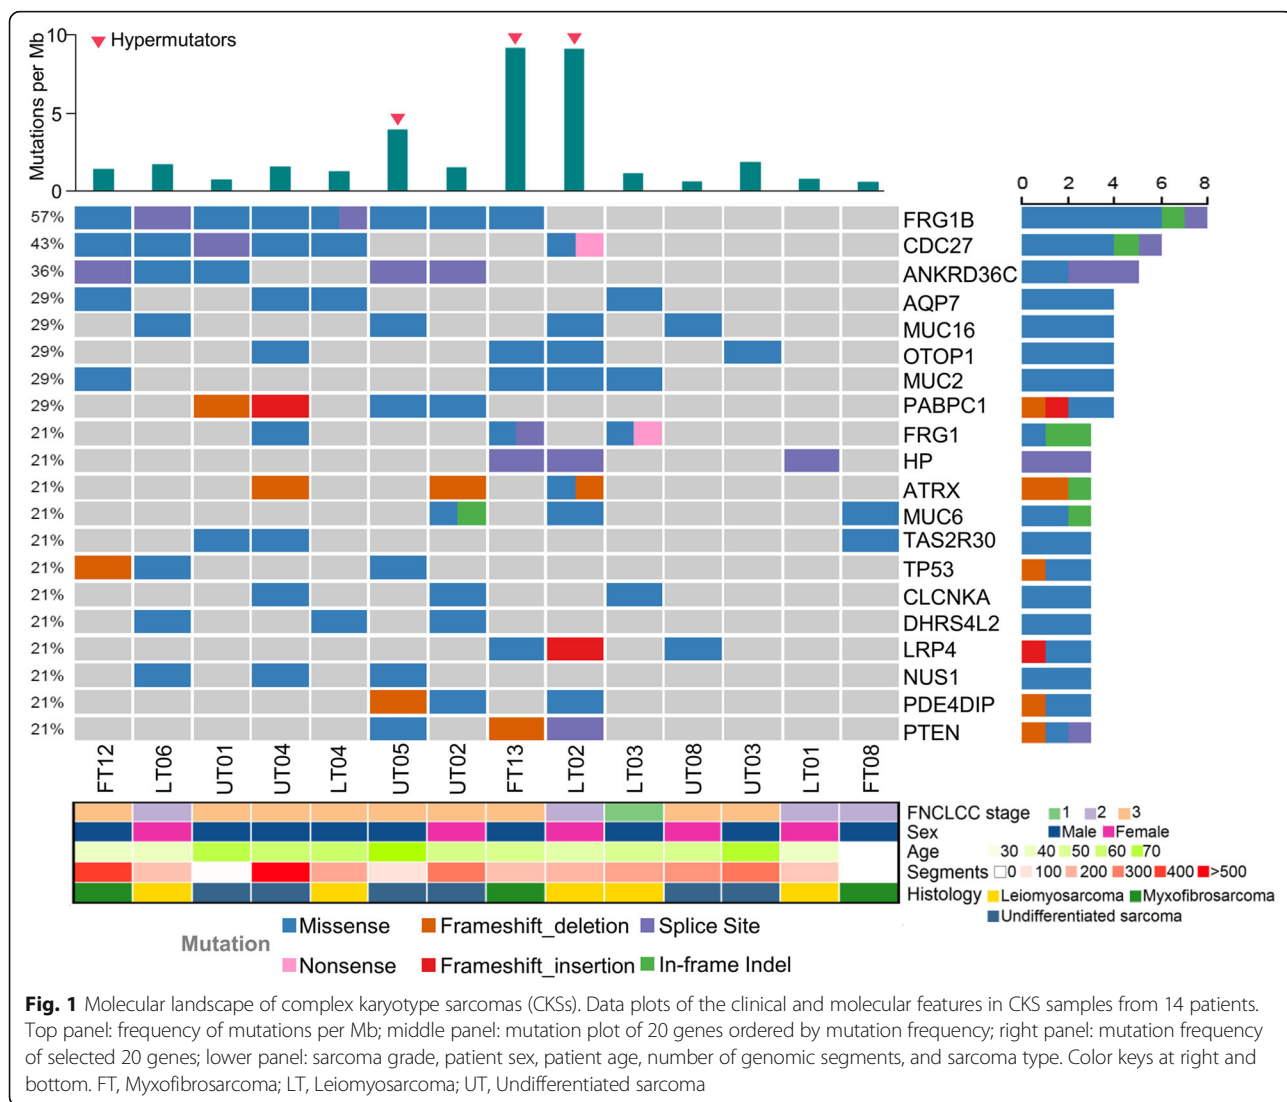 10
Hypermutators
Mutations per Mb
5
0
0 2 4 6 8
57% FRG1B
43% CDC27
36% ANKRD36C
29% AQP7
29% MUC16
29% OTOP1
29% MUC2
29% PABPC1
21% FRG1
21% HP
21% ATRX
21% MUC6
21% TAS2R30
21% TP53
21% CLCNKA
21% DHRS4L2
21% LRP4
21% NUS1
21% PDE4DIP
21% PTEN
FT12 LT06 UT01 UT04 LT04 UT05 UT02 FT13 LT02 LT03 UT08 UT03 LT01 FT08
FNCLCC stage 1 2 3
Sex Male Female
Age 30 40 50 60 70
Segments 0 100 200 300 400 >500
Histology Leiomyosarcoma Myxofibrosarcoma
Undifferentiated sarcoma
Mutation
Missense Frameshift_deletion Splice Site
Nonsense Frameshift_insertion In-frame Indel
Fig. 1 Molecular landscape of complex karyotype sarcomas (CKSs). Data plots of the clinical and molecular features in CKS samples from 14 patients.
Top panel: frequency of mutations per Mb; middle panel: mutation plot of 20 genes ordered by mutation frequency; right panel: mutation frequency
of selected 20 genes; lower panel: sarcoma grade, patient sex, patient age, number of genomic segments, and sarcoma type. Color keys at right and
bottom. FT, Myxofibrosarcoma; LT, Leiomyosarcoma; UT, Undifferentiated sarcoma